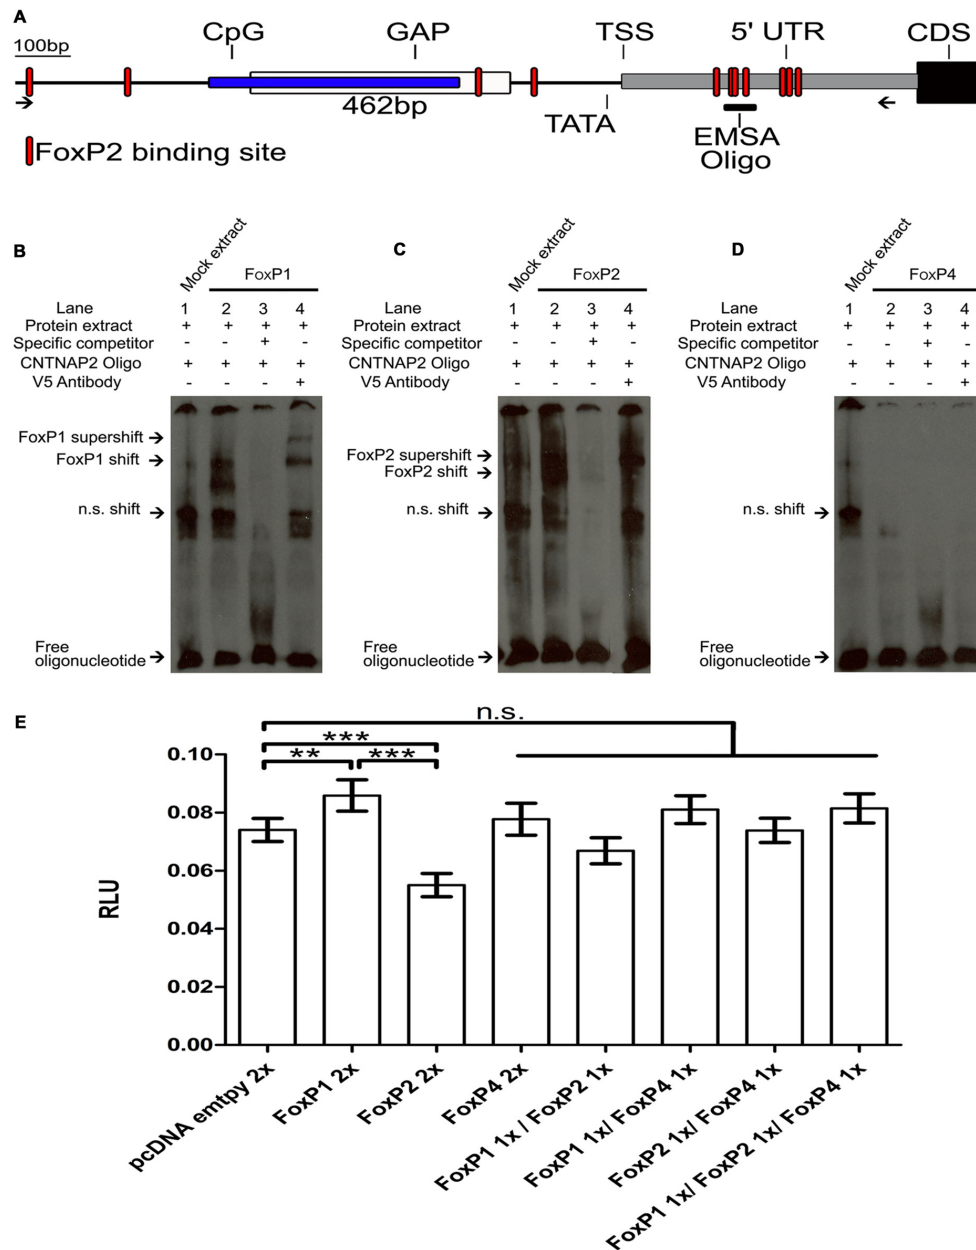 A
100bp
CpG
GAP
TSS
5' UTR
CDS
462bp
TATA
EMSA
Oligo
FoxP2 binding site
B
Mock extract
FoxP1
Lane 1 2 3 4
Protein extract + + + +
Specific competitor - - + -
CNTNAP2 Oligo + + + +
V5 Antibody - - - +
FoxP1 supershift →
FoxP1 shift →
n.s. shift →
Free
oligonucleotide →
C
Mock extract
FoxP2
Lane 1 2 3 4
Protein extract + + + +
Specific competitor - - + -
CNTNAP2 Oligo + + + +
V5 Antibody - - - +
FoxP2 supershift →
FoxP2 shift →
n.s. shift →
Free
oligonucleotide →
D
Mock extract
FoxP4
Lane 1 2 3 4
Protein extract + + + +
Specific competitor - - + -
CNTNAP2 Oligo + + + +
V5 Antibody - - - +
n.s. shift →
Free
oligonucleotide →
E
n.s.
***
** ***
RLU
0.10
0.08
0.06
0.04
0.02
0.00
pcDNA emtpy 2x
FoxP1 2x
FoxP2 2x
FoxP4 2x
FoxP1 1x / FoxP2 1x
FoxP1 1x/ FoxP4 1x
FoxP2 1x/ FoxP4 1x
FoxP1 1x/ FoxP2 1x/ FoxP4 1x